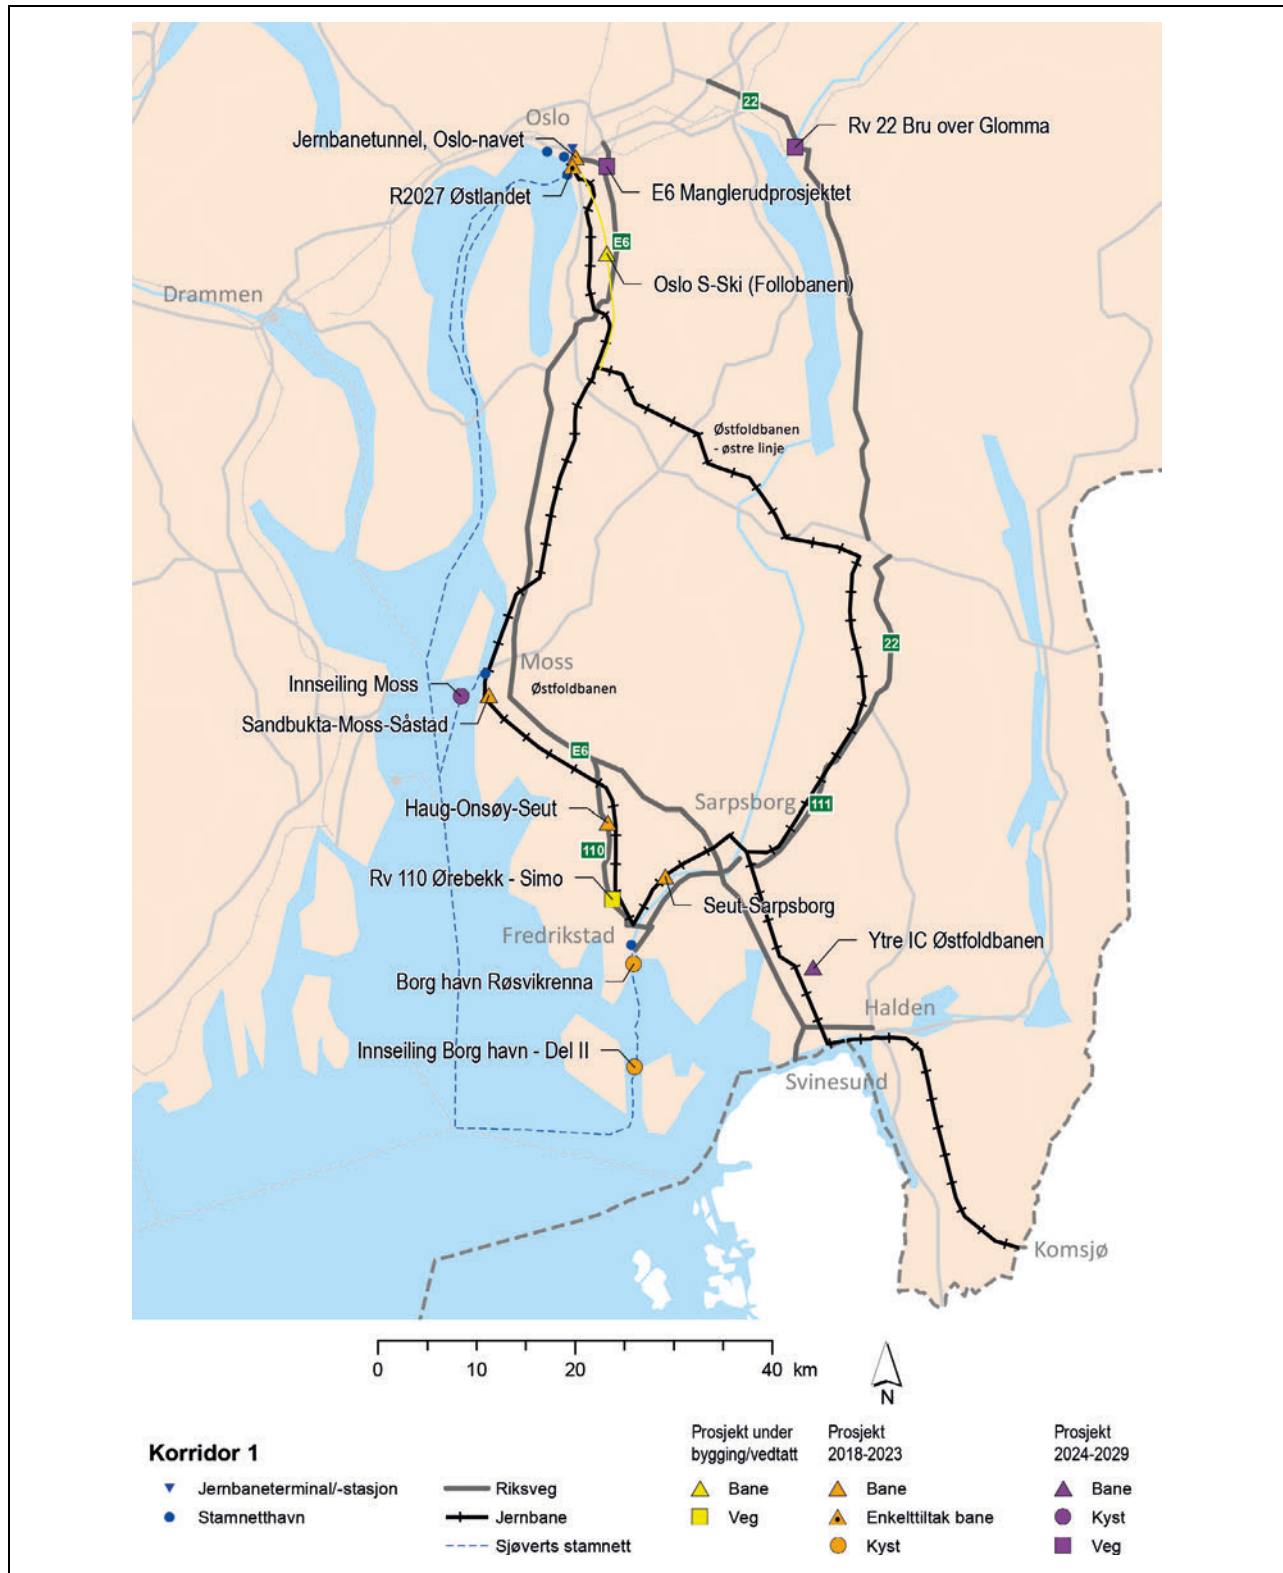 22
Oslo
Rv 22 Bru over Glomma
Jernbanetunnel, Oslo-navet
R2027 Østlandet
E6 Manglerudprosjektet
E6
Oslo S-Ski (Follobanen)
Drammen
Østfoldbanen
- østre linje
22
Moss
Innseiling Moss
Østfoldbanen
Sandbukta-Moss-Såstad
E6
Sarpsborg
111
Haug-Onsøy-Seut
110
Rv 110 Ørebekk - Simo
Seut-Sarpsborg
Fredrikstad
Ytre IC Østfoldbanen
Borg havn Røsvikrenna
Halden
Innseiling Borg havn - Del II
Svinesund
Komsjø
0 10 20 40 km
N
Korridor 1
Jernbaneterminal/-stasjon
Stamnetthavn
Riksveg
Jernbane
Sjøverts stamnett
Prosjekt under
bygging/vedtatt
Bane
Veg
Prosjekt
2018-2023
Bane
Enkelttiltak bane
Kyst
Prosjekt
2024-2029
Bane
Kyst
Veg